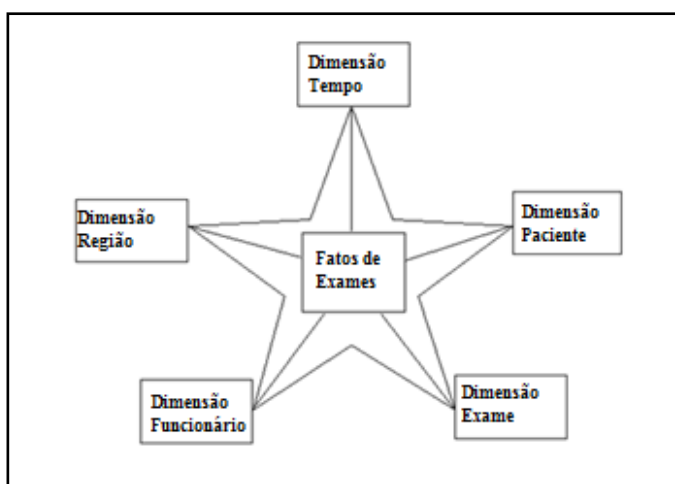 Dimensão
Tempo
Dimensão
Região
Dimensão
Paciente
Fatos de
Exames
Dimensão
Funcionário
Dimensão
Exame